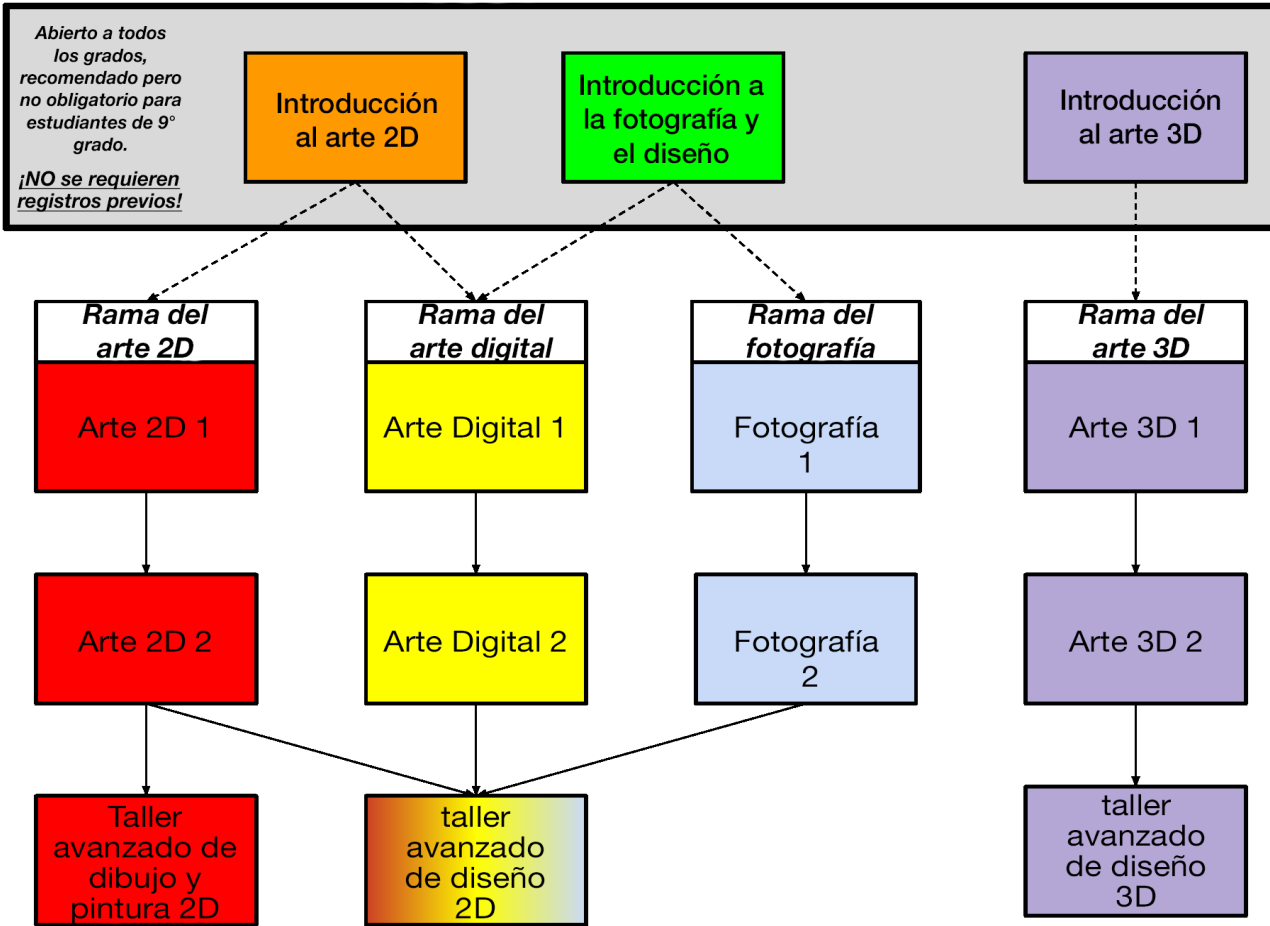 Abierto a todos
los grados,
recomendado pero
no obligatorio para
estudiantes de 9°
grado.
¡NO se requieren
registros previos!
Introducción
al arte 2D
Introducción a
la fotografía y
el diseño
Introducción
al arte 3D
Rama del
arte 2D
Rama del
arte digital
Rama del
fotografía
Rama del
arte 3D
Arte 2D 1
Arte Digital 1
Fotografía
1
Arte 3D 1
Arte 2D 2
Arte Digital 2
Fotografía
2
Arte 3D 2
Taller
avanzado de
dibujo y
pintura 2D
taller
avanzado
de diseño
2D
taller
avanzado
de diseño
3D